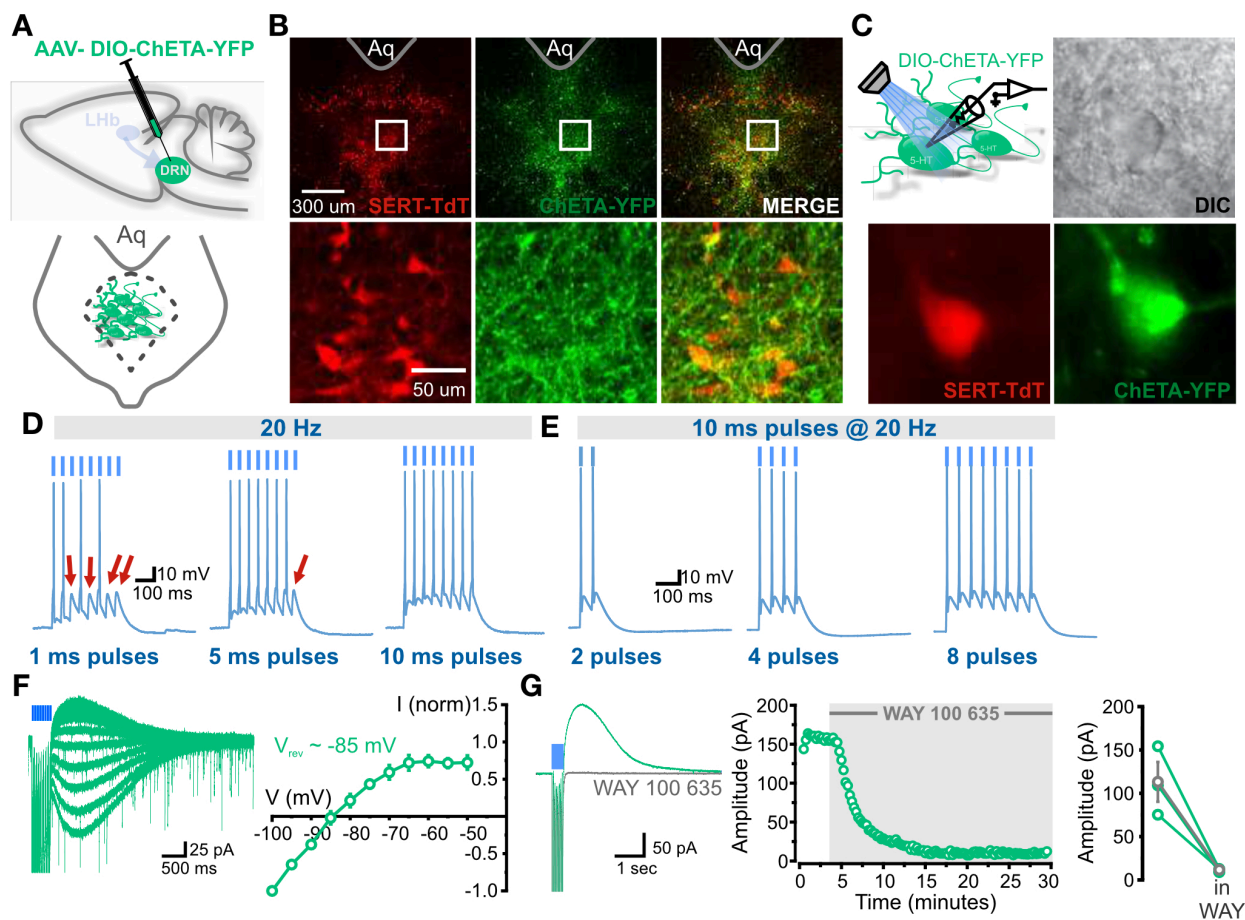 A
AAV- DIO-ChETA-YFP
LHb
DRN
Aq
B
Aq
Aq
300 um
SERT-TdT
ChETA-YFP
MERGE
50 um
C
DIO-ChETA-YFP
5-HT
5-HT
DIC
SERT-TdT
ChETA-YFP
D
20 Hz
10 mV
100 ms
1 ms pulses
5 ms pulses
10 ms pulses
E
10 ms pulses @ 20 Hz
10 mV
100 ms
2 pulses
4 pulses
8 pulses
F
25 pA
500 ms
I (norm)
1.5
Vrev ~ -85 mV
1.0
0.5
V (mV)
-100 -90 -80 -70 -60 -50
-0.5
-1.0
G
WAY 100 635
50 pA
1 sec
Amplitude (pA)
200
150
100
50
0
WAY 100 635
0 5 10 15 20 25 30
Time (minutes)
Amplitude (pA)
200
150
100
50
0
in
WAY